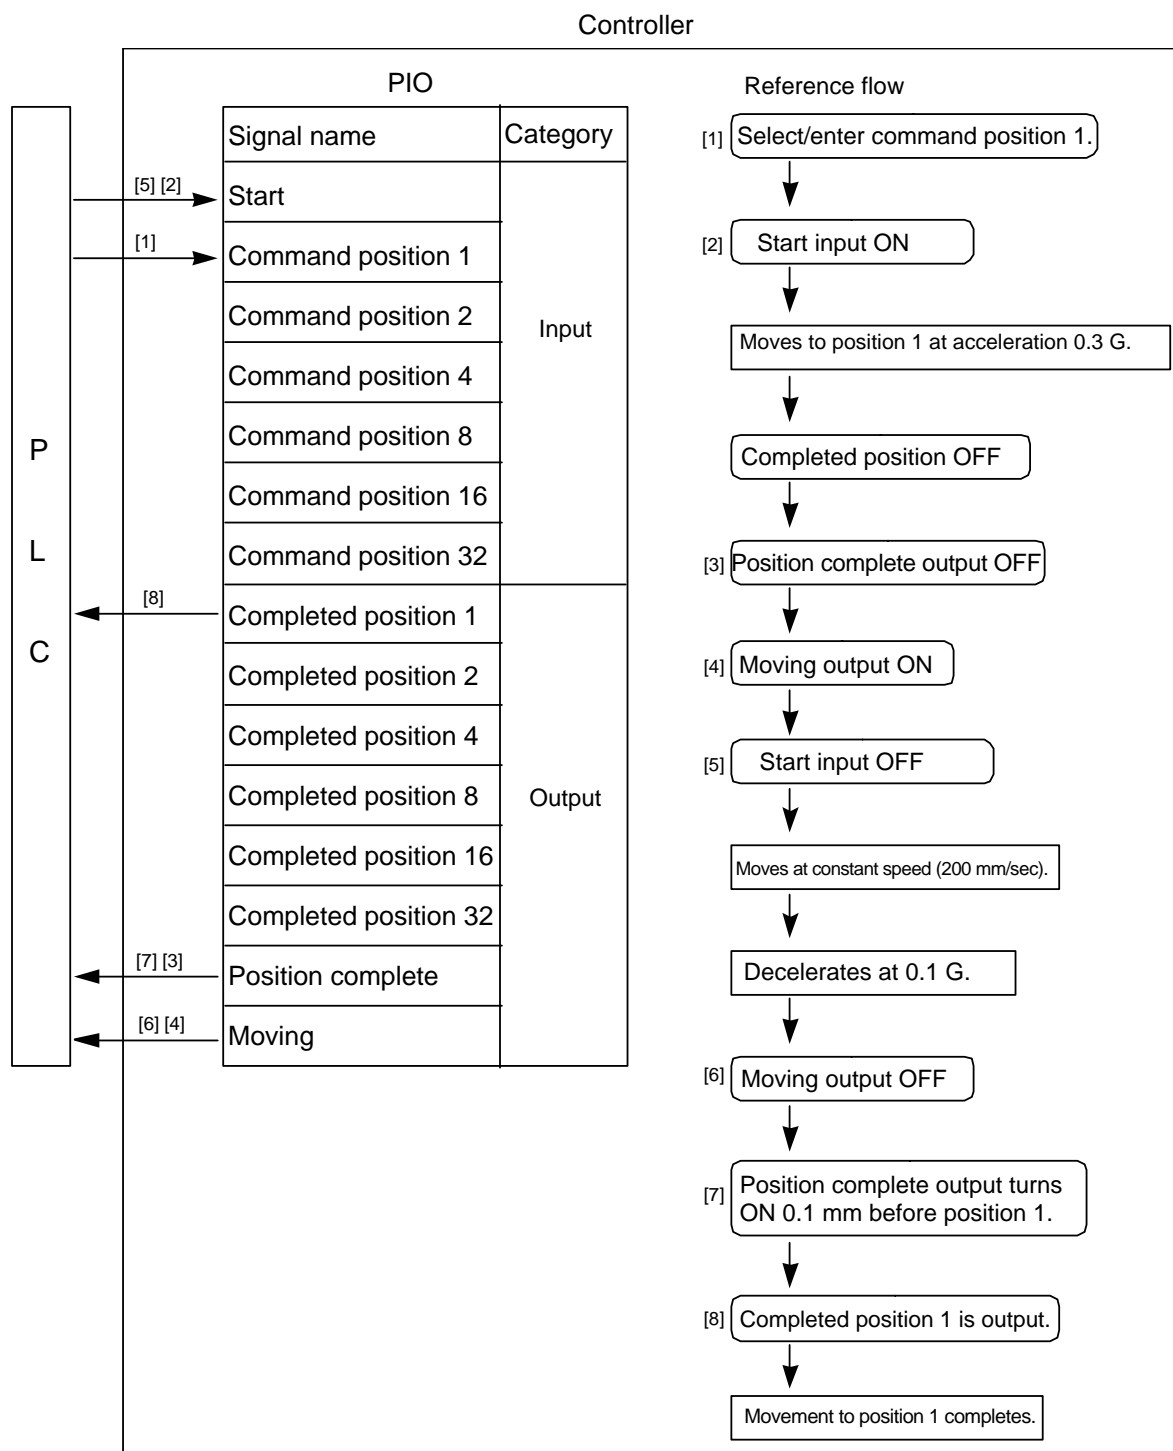 Controller
PIO
Signal name
Category
[5] [2]
Start
[1]
Command position 1
Command position 2
Input
Command position 4
Command position 8
Command position 16
Command position 32
[8]
Completed position 1
Completed position 2
Completed position 4
Completed position 8
Output
Completed position 16
Completed position 32
[7] [3]
Position complete
[6] [4]
Moving
P
L
C
Reference flow
[1] Select/enter command position 1.
[2] Start input ON
Moves to position 1 at acceleration 0.3 G.
Completed position OFF
[3] Position complete output OFF
[4] Moving output ON
[5] Start input OFF
Moves at constant speed (200 mm/sec).
Decelerates at 0.1 G.
[6] Moving output OFF
[7] Position complete output turns
ON 0.1 mm before position 1.
[8] Completed position 1 is output.
Movement to position 1 completes.